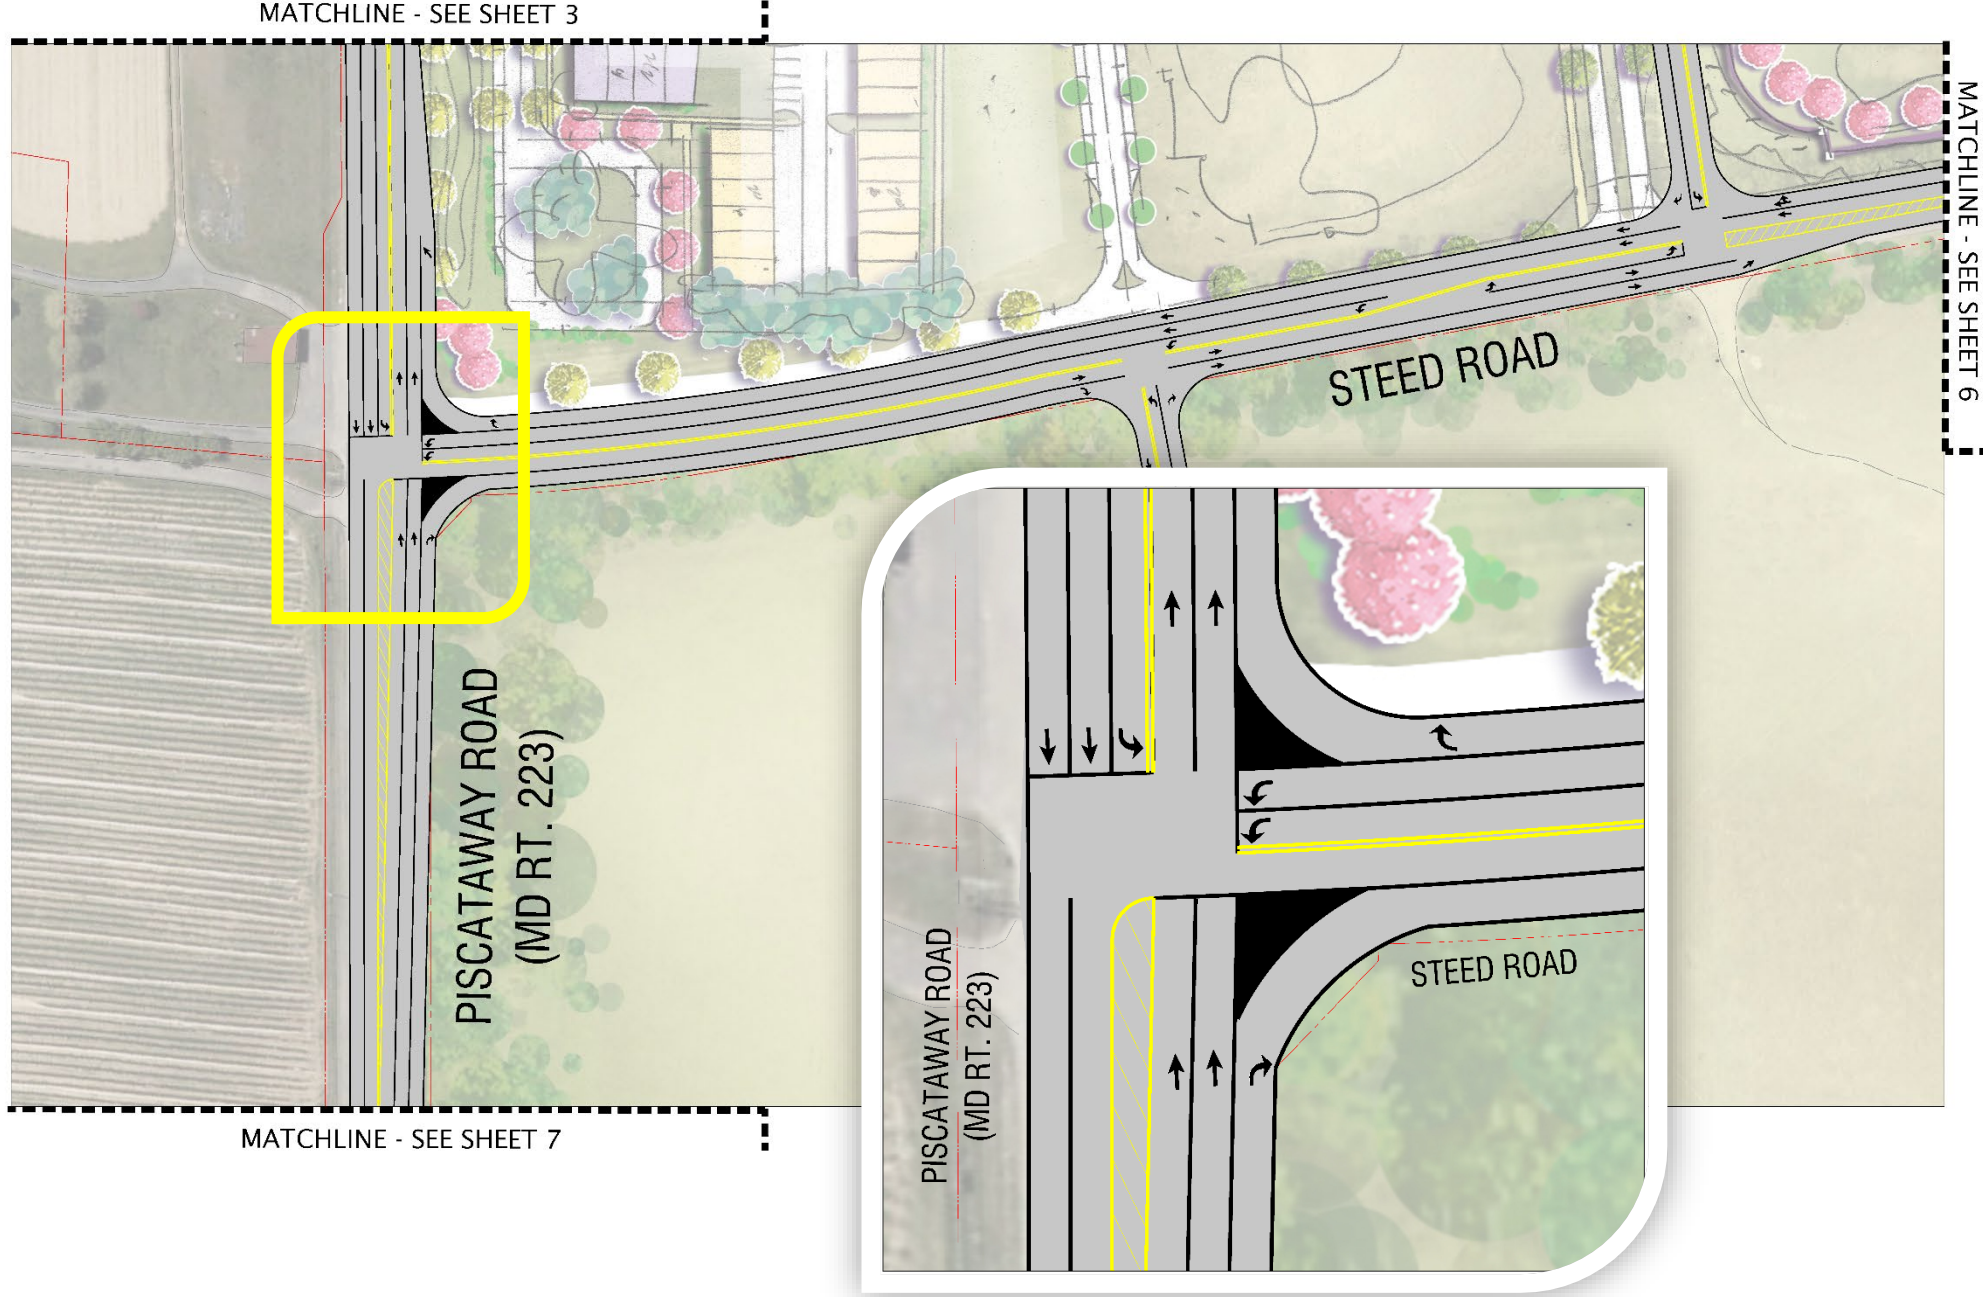 MATCHLINE - SEE SHEET 3
MATCHLINE - SEE SHEET 6
STEED ROAD
PISCATAWAY ROAD
(MD RT. 223)
PISCATAWAY ROAD
(MD RT. 223)
STEED ROAD
MATCHLINE - SEE SHEET 7